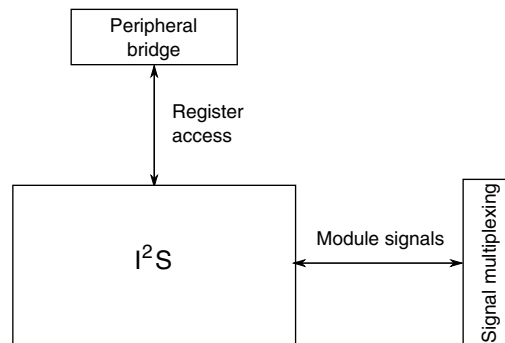 Peripheral
bridge
Register
access
I²S
Module signals
Signal multiplexing